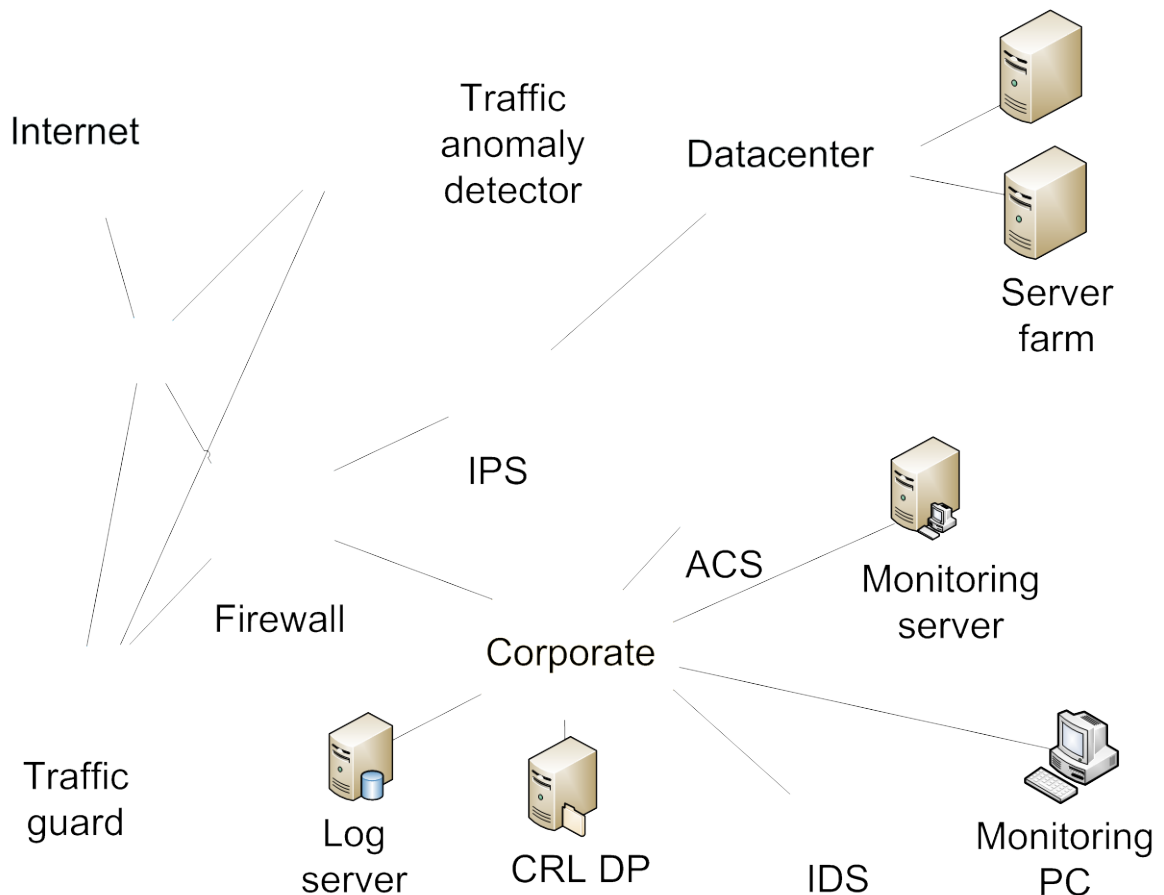 Internet
Traffic
anomaly
detector
Datacenter
Server
farm
IPS
ACS
Monitoring
server
Firewall
Corporate
Traffic
guard
Log
server
CRL DP
IDS
Monitoring
PC